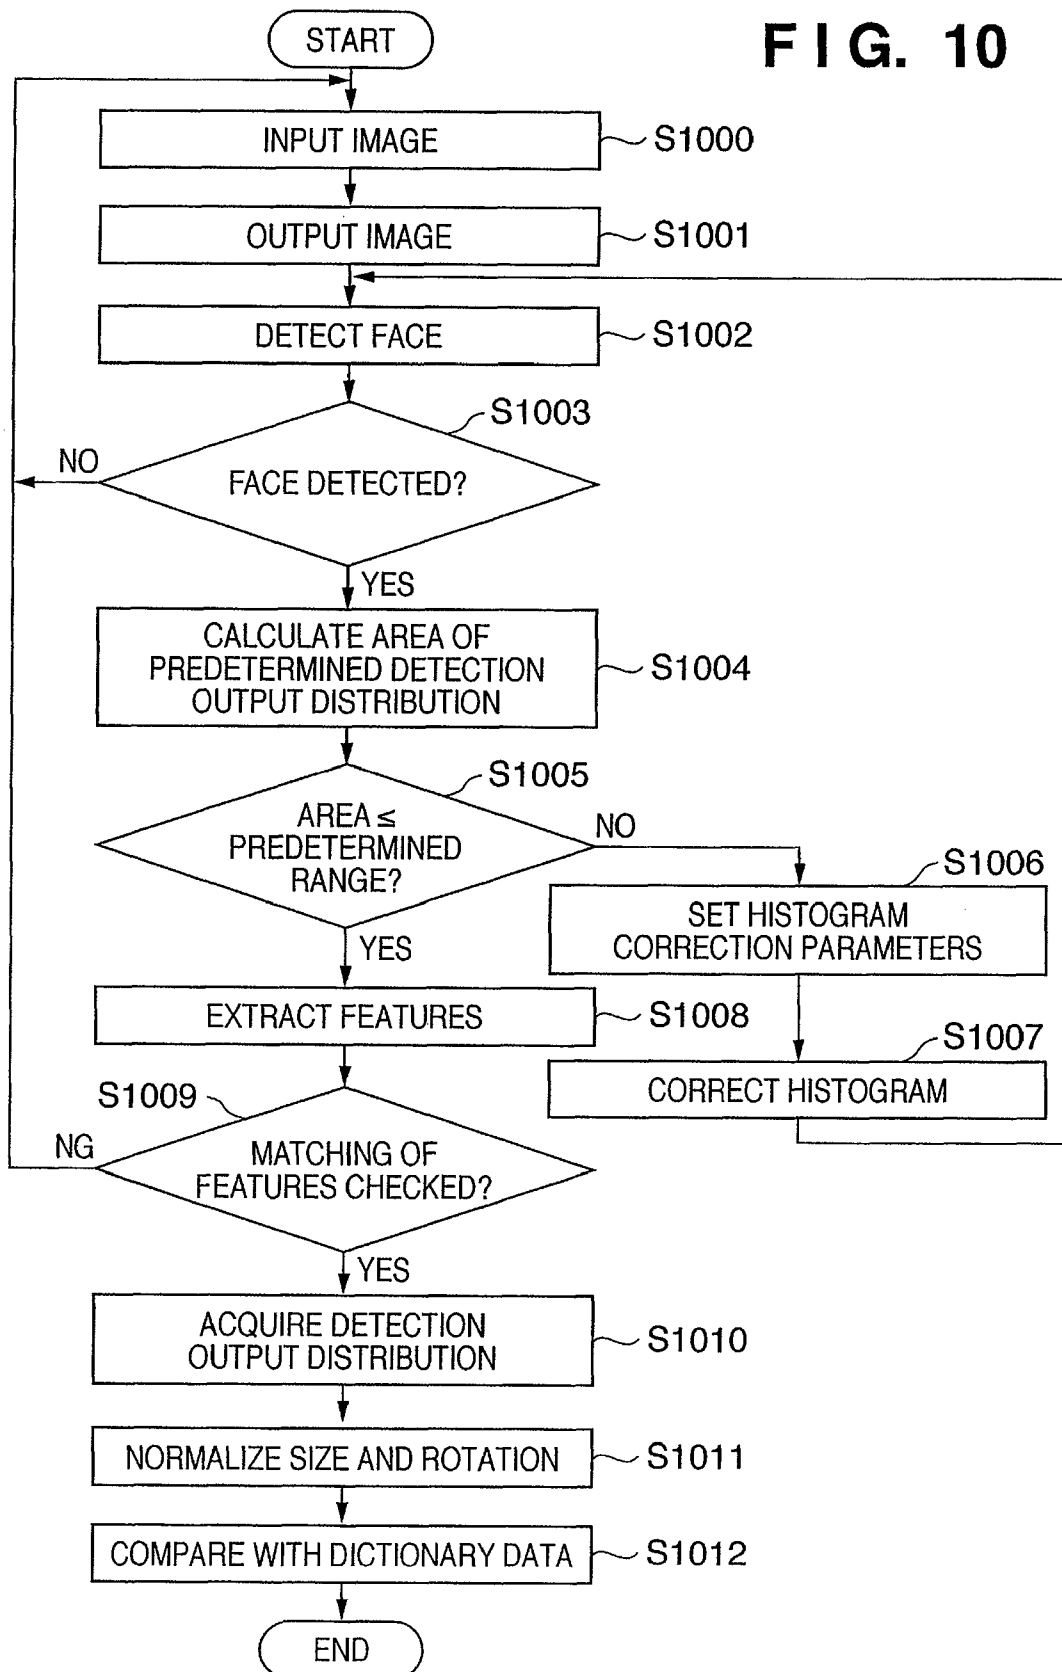 FIG. 10
START
INPUT IMAGE
S1000
OUTPUT IMAGE
S1001
DETECT FACE
S1002
S1003
FACE DETECTED?
NO
YES
CALCULATE AREA OF
PREDETERMINED DETECTION
OUTPUT DISTRIBUTION
S1004
S1005
AREA ≤
PREDETERMINED
RANGE?
NO
YES
S1006
SET HISTOGRAM
CORRECTION PARAMETERS
S1007
CORRECT HISTOGRAM
EXTRACT FEATURES
S1008
S1009
MATCHING OF
FEATURES CHECKED?
NG
YES
ACQUIRE DETECTION
OUTPUT DISTRIBUTION
S1010
NORMALIZE SIZE AND ROTATION
S1011
COMPARE WITH DICTIONARY DATA
S1012
END